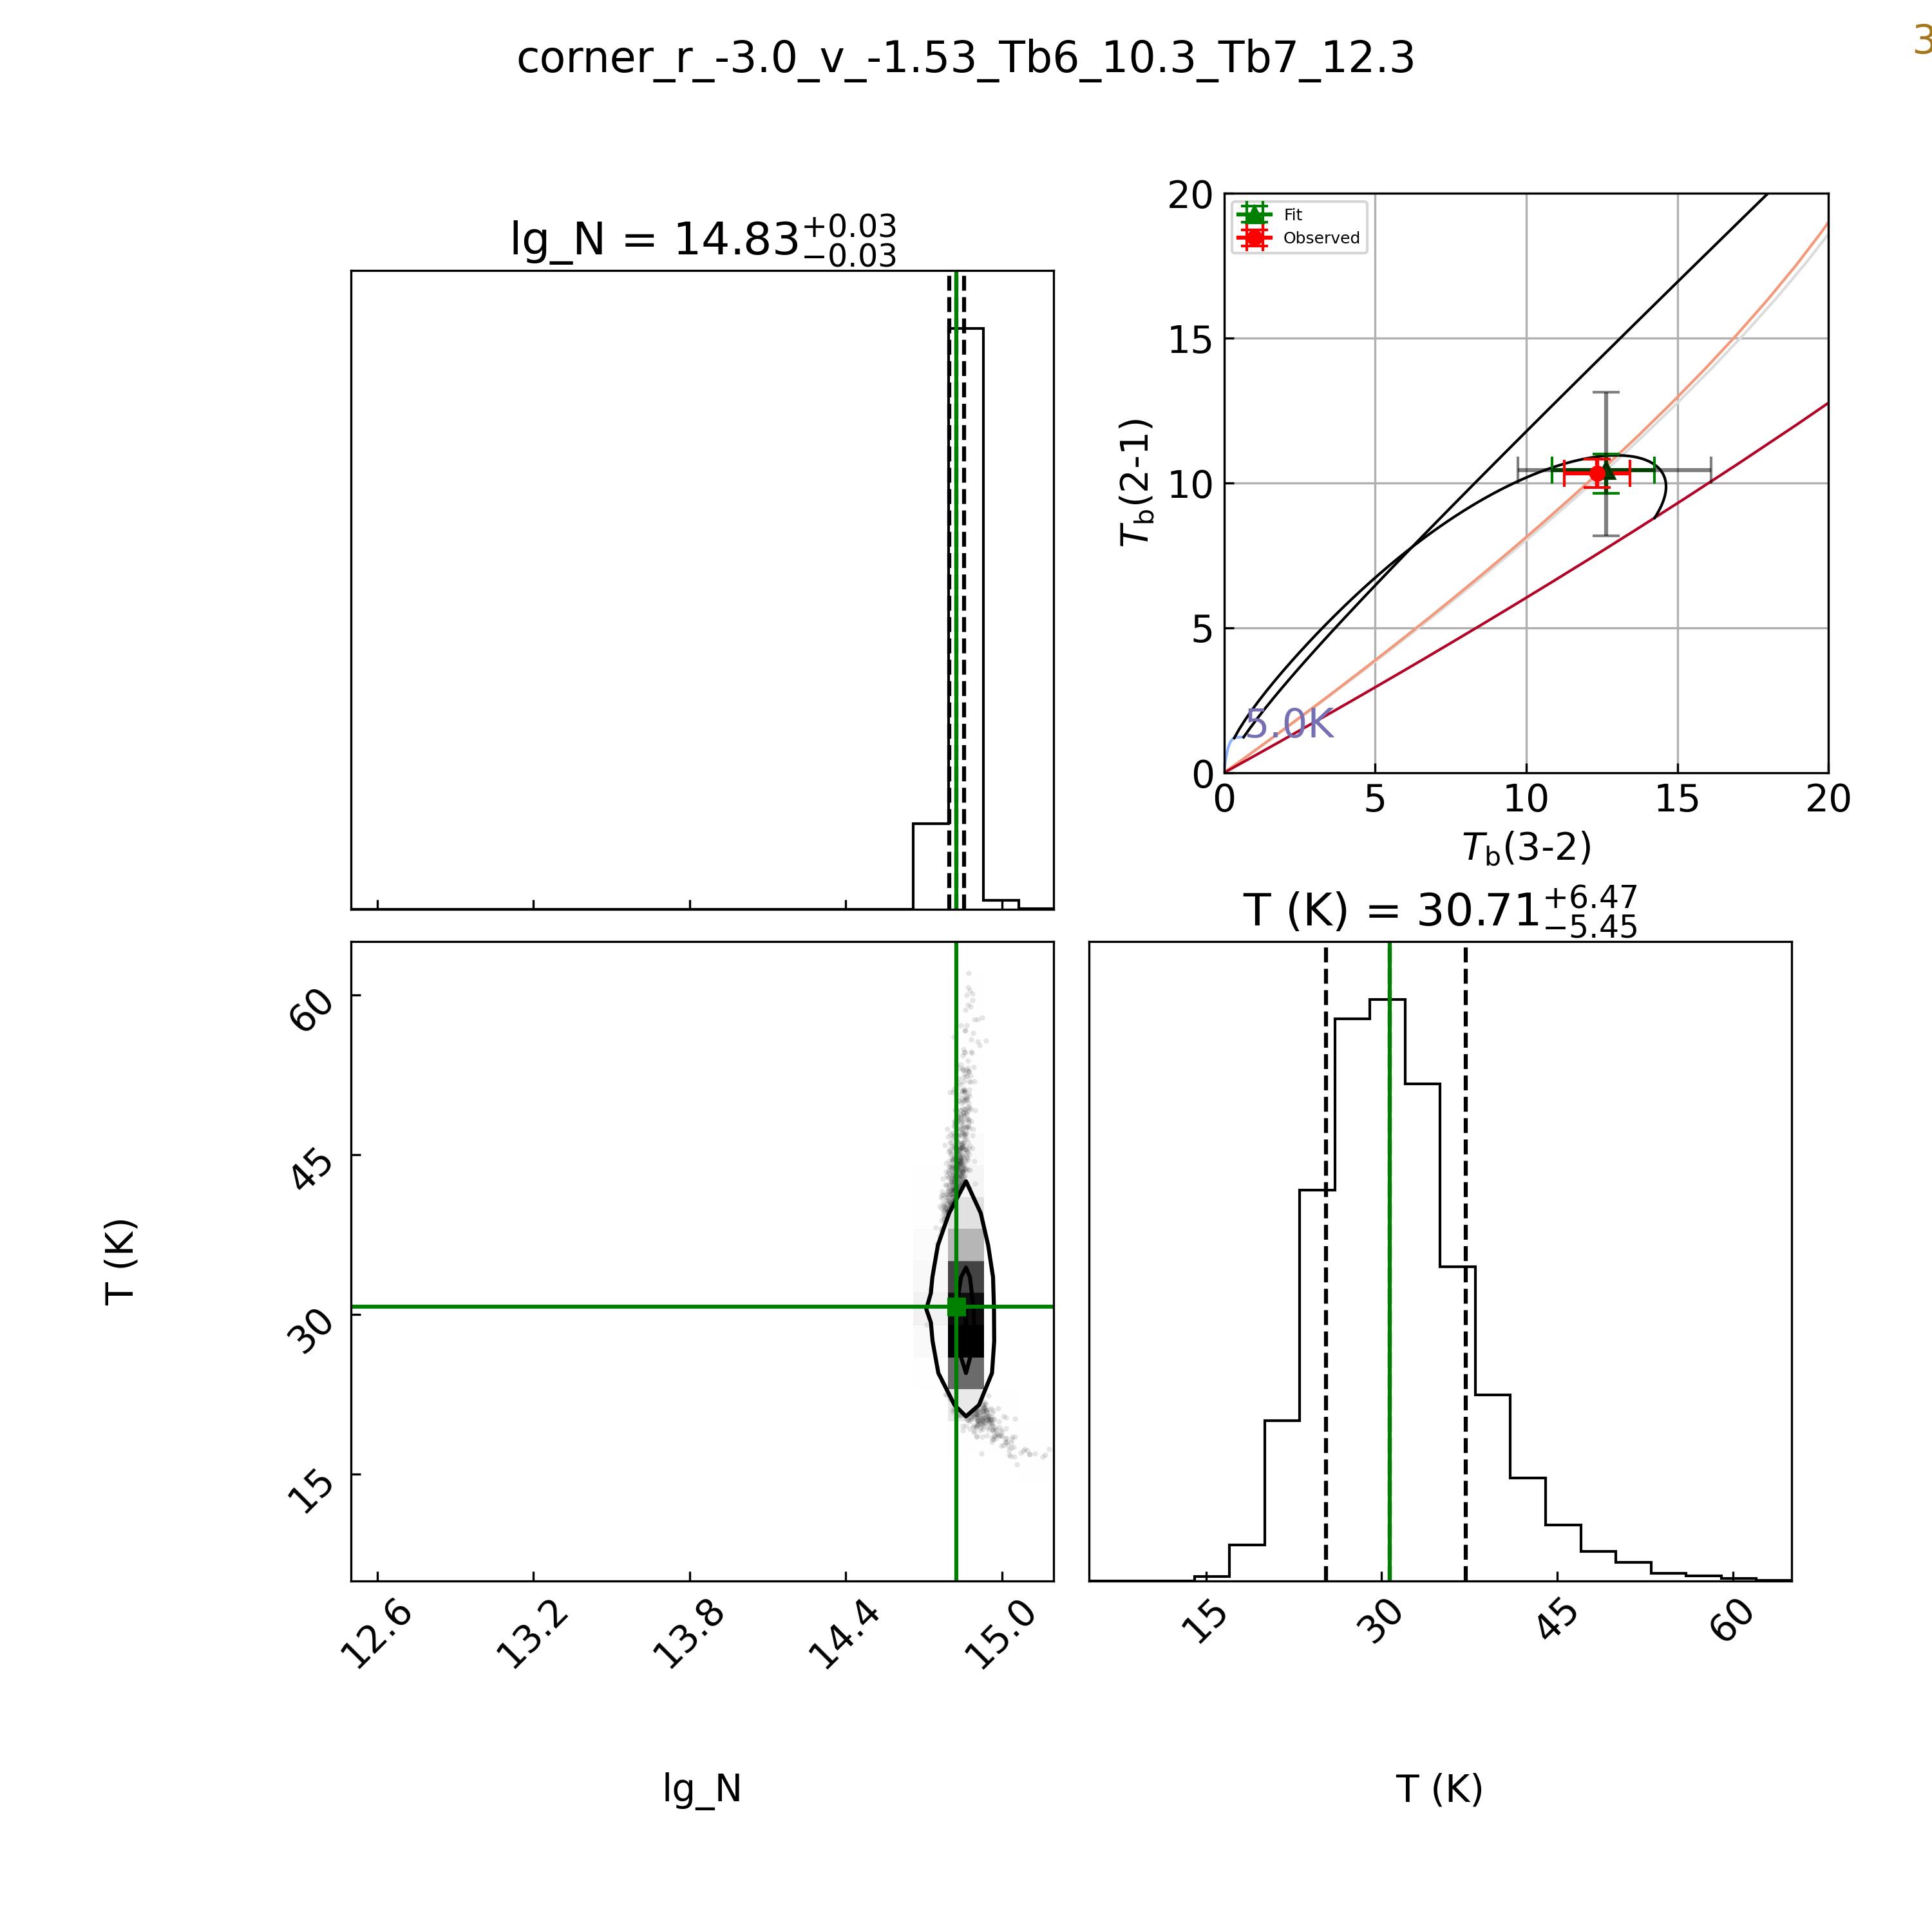 corner_r_-3.0_v_-1.53_Tb6_10.3_Tb7_12.3
3
lg_N = 14.83+0.03−0.03
20
15
10
5
0
Tb(2-1)
Fit
Observed
5.0K
0 5 10 15 20
Tb(3-2)
T (K) = 30.71+6.47−5.45
60
45
30
15
T (K)
12.6 13.2 13.8 14.4 15.0
15 30 45 60
lg_N
T (K)